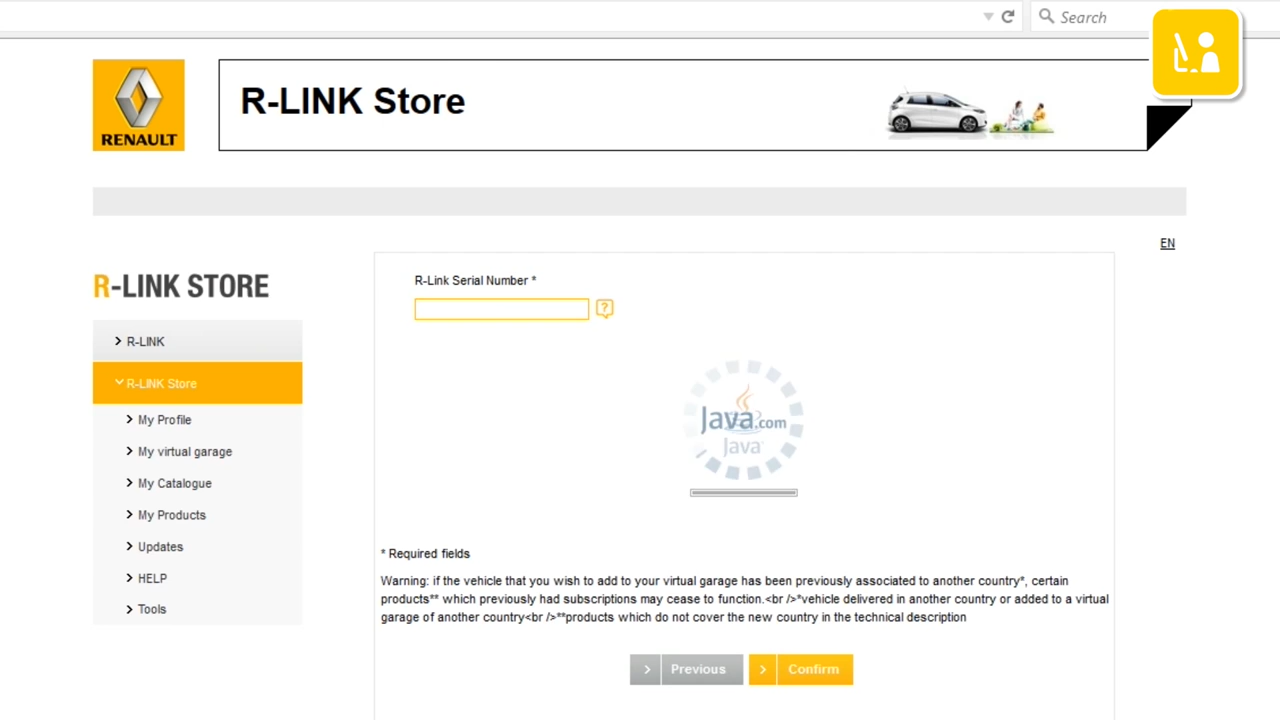 Search
RENAULT
R-LINK Store
EN
R-LINK STORE
R-LINK
R-LINK Store
My Profile
My virtual garage
My Catalogue
My Products
Updates
HELP
Tools
R-Link Serial Number *
?
Java.com
Java
* Required fields
Warning: if the vehicle that you wish to add to your virtual garage has been previously associated to another country*, certain
products** which previously had subscriptions may cease to function.<br />*vehicle delivered in another country or added to a virtual
garage of another country<br />**products which do not cover the new country in the technical description
Previous
Confirm